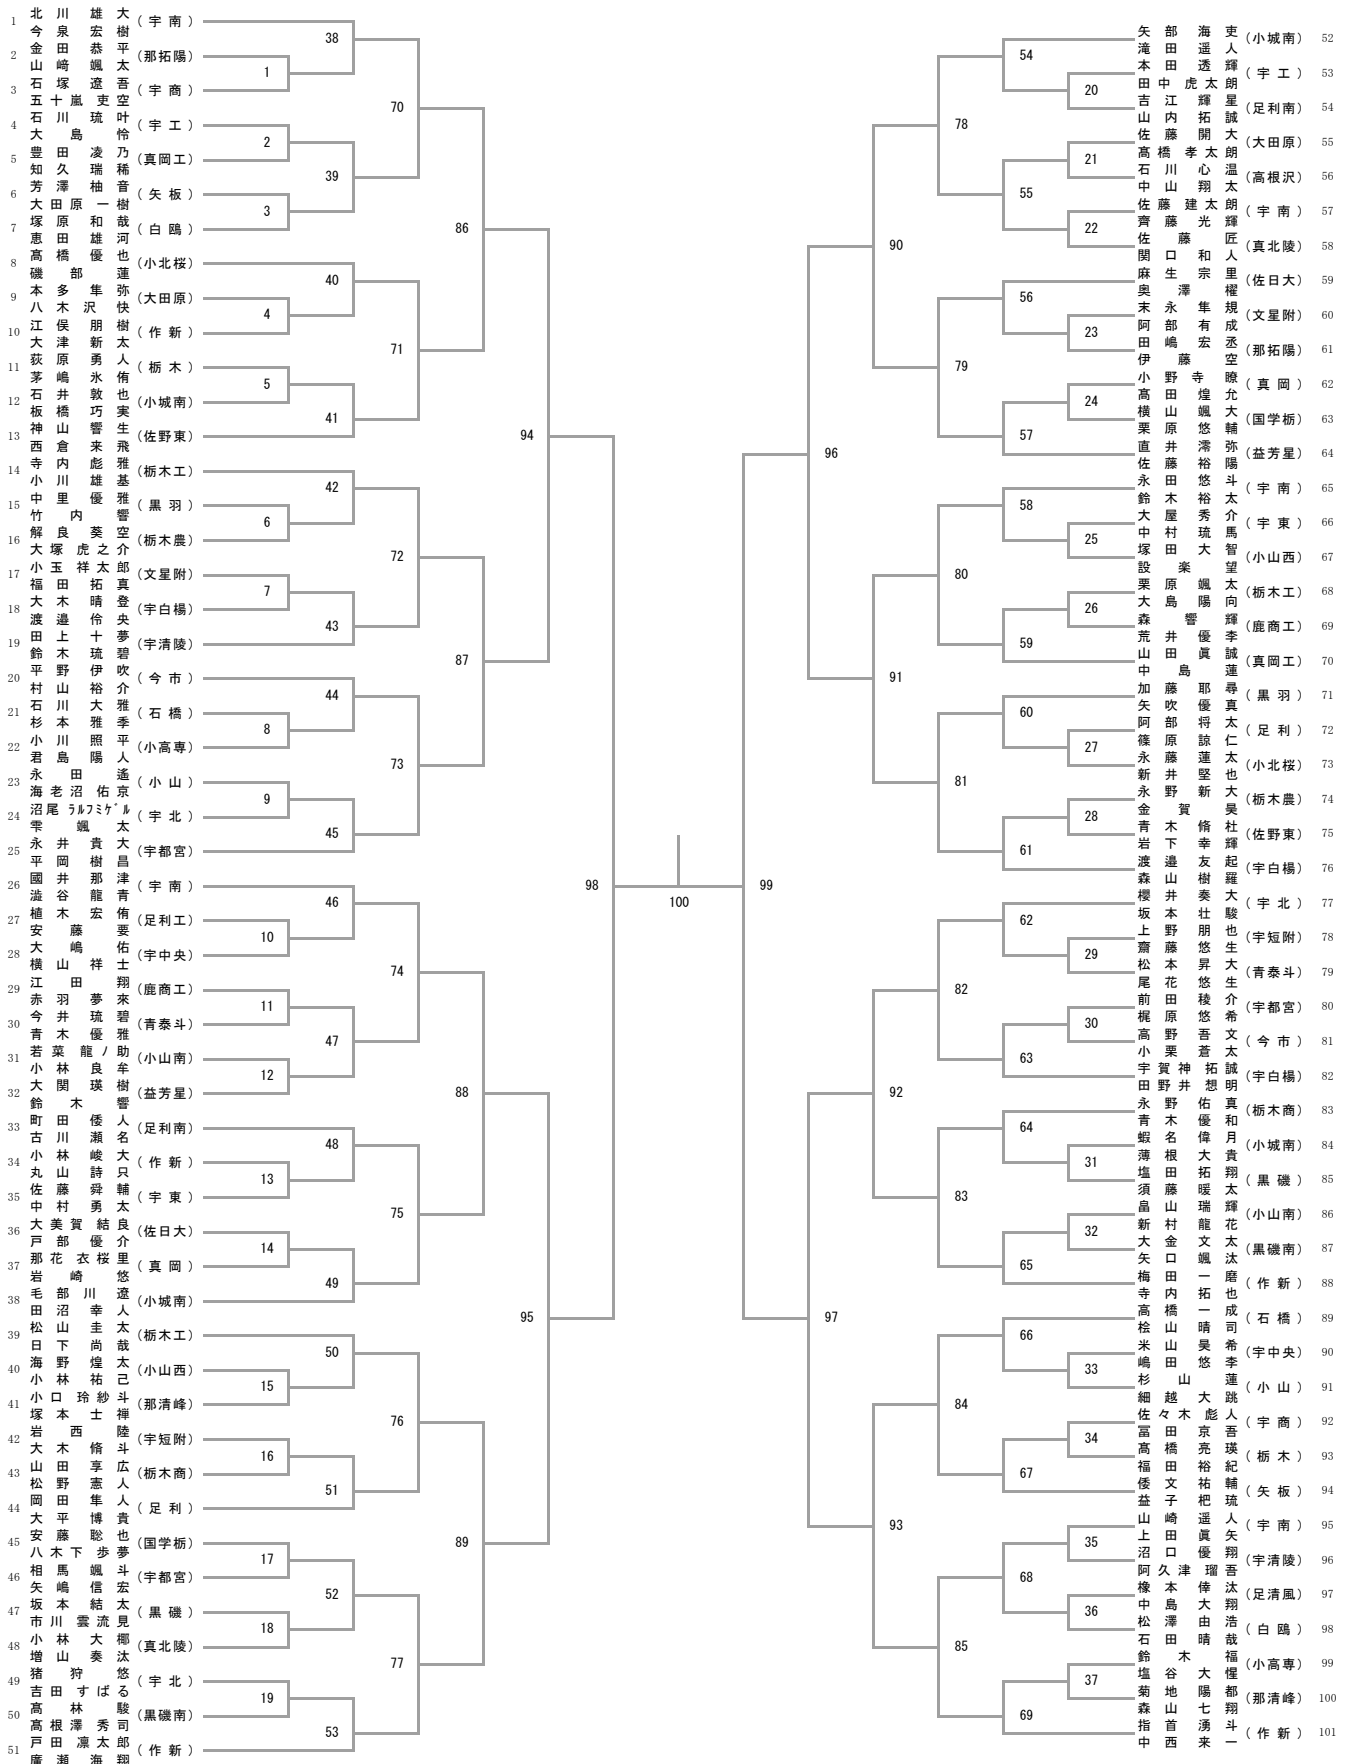 1 北川 雄大 (宇南)
今泉 宏樹
2 金田 恭平 (那拓陽)
山﨑 颯太
3 石塚 遼吾 (宇商)
五十嵐 吏空
4 石川 琉叶 (宇工)
大島 怜
5 豊田 凌乃 (真岡工)
知久 瑞稀
6 芳澤 柚音 (矢板)
大田原 一樹
7 塚原 和哉 (白鴎)
恵田 雄河
8 髙橋 優也 (小北桜)
磯部 蓮
9 本多 隼弥 (大田原)
八木沢 快
10 江俣 朋樹 (作新)
大津 新太
11 荻原 勇人 (栃木)
茅嶋 氷侑
12 石井 敦也 (小城南)
板橋 巧実
13 神山 響生 (佐野東)
西倉 来飛
14 寺内 彪雅 (栃木工)
小川 雄基
15 中里 優雅 (黒羽)
竹内 響
16 解良 葵空 (栃木農)
大塚 虎之介
17 小玉 祥太郎 (文星附)
福田 拓真
18 大木 晴登 (宇白楊)
渡邉 伶央
19 田上 十夢 (宇清陵)
鈴木 琉碧
20 平野 伊吹 (今市)
村山 裕介
21 石川 大雅 (石橋)
杉本 雅季
22 小川 照平 (小高専)
君島 陽人
23 永田 遙 (小山)
海老沼 佑京
24 沼尾 ﾗﾙﾌﾐｹﾞﾙ (宇北)
雫 颯太
25 永井 貴大 (宇都宮)
平岡 樹昌
26 國井 那津 (宇南)
澁谷 龍青
27 植木 宏侑 (足利工)
安藤 要
28 大嶋 佑 (宇中央)
横山 祥士
29 江田 翔 (鹿商工)
赤羽 夢來
30 今井 琉碧 (青泰斗)
青木 優雅
31 若菜 龍ﾉ助 (小山南)
小林 良牟
32 大関 瑛樹 (益芳星)
鈴木 響
33 町田 倭人 (足利南)
古川 瀬名
34 小林 峻大 (作新)
丸山 詩只
35 佐藤 舜輔 (宇東)
中村 勇太
36 大美賀 結良 (佐日大)
戸部 優介
37 那花 衣桜里 (真岡)
岩崎 悠
38 毛部川 遼 (小城南)
田沼 幸人
39 松山 圭太 (栃木工)
日下 尚哉
40 海野 煌太 (小山西)
小林 祐己
41 小口 玲紗斗 (那清峰)
塚本 士禅
42 岩西 陸 (宇短附)
大木 脩斗
43 山田 享広 (栃木商)
松野 憲人
44 岡田 隼人 (足利)
大平 博貴
45 安藤 聡也 (国学栃)
八木下 歩夢
46 相馬 颯斗 (宇都宮)
矢嶋 信宏
47 坂本 結太 (黒磯)
市川 雲流見
48 小林 大椰 (真北陵)
増山 奏汰
49 猪狩 悠 (宇北)
吉田 すばる
50 髙林 駿 (黒磯南)
髙根澤 秀司
51 戸田 凛太郎 (作新)
廣瀬 海翔
38
1
70
2
39
3
86
40
4
71
5
41
94
42
6
72
7
43
87
44
8
73
9
45
98
46
10
74
11
47
12
88
48
13
75
14
49
95
50
15
76
16
51
89
17
52
18
77
19
53
100
99
54
20
78
21
55
22
90
56
23
79
24
57
96
58
25
80
26
59
91
60
27
81
28
61
62
29
82
30
63
92
64
31
83
32
65
97
66
33
84
34
67
93
35
68
36
85
37
69
矢部 海吏 (小城南) 52
滝田 遥人
本田 透輝 (宇工) 53
田中 虎太朗
吉江 輝星 (足利南) 54
山内 拓誠
佐藤 開大 (大田原) 55
髙橋 孝太朗
石川 心温 (高根沢) 56
中山 翔太
佐藤 建太朗 (宇南) 57
齊藤 光輝
佐藤 匠 (真北陵) 58
関口 和人
麻生 宗里 (佐日大) 59
奥澤 櫂
末永 隼規 (文星附) 60
阿部 有成
田嶋 宏丞 (那拓陽) 61
伊藤 空
小野寺 瞭 (真岡) 62
髙田 煌允
横山 颯大 (国学栃) 63
栗原 悠輔
直井 澪弥 (益芳星) 64
佐藤 裕陽
永田 悠斗 (宇南) 65
鈴木 裕太
大屋 秀介 (宇東) 66
中村 琉馬
塚田 大智 (小山西) 67
設楽 望
栗原 颯太 (栃木工) 68
大島 陽向
森 響輝 (鹿商工) 69
荒井 優李
山田 眞誠 (真岡工) 70
中島 蓮
加藤 耶尋 (黒羽) 71
矢吹 優真
阿部 将太 (足利) 72
篠原 諒仁
永藤 蓮太 (小北桜) 73
新井 堅也
永野 新大 (栃木農) 74
金賀 昊
青木 脩杜 (佐野東) 75
岩下 幸輝
渡邉 友起 (宇白楊) 76
森山 樹羅
櫻井 奏大 (宇北) 77
坂本 壮駿
上野 朋也 (宇短附) 78
齋藤 悠生
松本 昇大 (青泰斗) 79
尾花 悠生
前田 稜介 (宇都宮) 80
梶原 悠希
高野 吾文 (今市) 81
小栗 蒼太
宇賀神 拓誠 (宇白楊) 82
田野井 想明
永野 佑真 (栃木商) 83
青木 優和
蝦名 偉月 (小城南) 84
薄根 大貴
塩田 拓翔 (黒磯) 85
須藤 暖太
畠山 瑞輝 (小山南) 86
新村 龍花
大金 文太 (黒磯南) 87
矢口 颯汰
梅田 一磨 (作新) 88
寺内 拓也
高橋 一成 (石橋) 89
桧山 晴司
米山 昊希 (宇中央) 90
嶋田 悠李
杉山 蓮 (小山) 91
細越 大跳
佐々木 彪人 (宇商) 92
冨田 京吾
髙橋 亮瑛 (栃木) 93
福田 裕紀
倭文 祐輔 (矢板) 94
益子 杷琉
山崎 遥人 (宇南) 95
上田 眞矢
沼口 優翔 (宇清陵) 96
阿久津 瑠吾
橡本 倖汰 (足清風) 97
中島 大翔
松澤 由浩 (白鴎) 98
石田 晴哉
鈴木 福 (小高専) 99
塩谷 大惺
菊地 陽都 (那清峰) 100
森山 七翔
指首 湧斗 (作新) 101
中西 来一